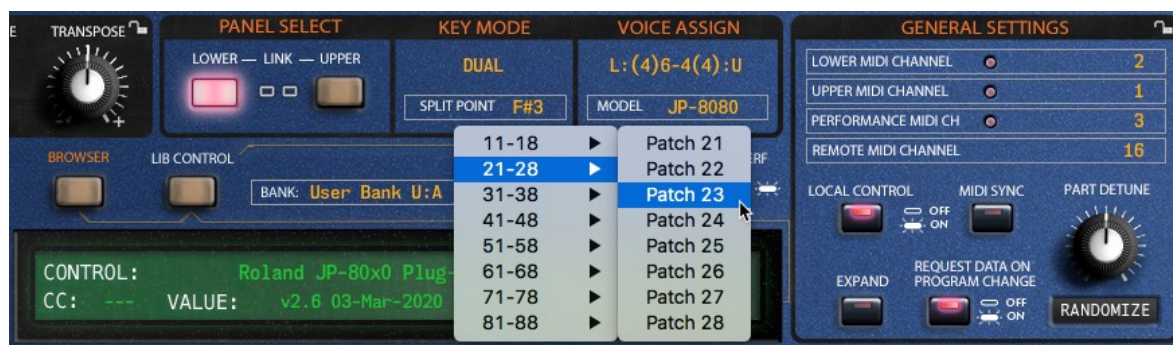 E TRANSPOSE
PANEL SELECT
LOWER — LINK — UPPER
KEY MODE
DUAL
SPLIT POINT F#3
VOICE ASSIGN
L:(4)6-4(4):U
MODEL JP-8080
GENERAL SETTINGS
LOWER MIDI CHANNEL 2
UPPER MIDI CHANNEL 1
PERFORMANCE MIDI CH 3
REMOTE MIDI CHANNEL 16
BROWSER
LIB CONTROL
BANK: User Bank U:A
ERF
11-18 ▶
21-28 ▶
31-38 ▶
41-48 ▶
51-58 ▶
61-68 ▶
71-78 ▶
81-88 ▶
Patch 21
Patch 22
Patch 23
Patch 24
Patch 25
Patch 26
Patch 27
Patch 28
LOCAL CONTROL
OFF
ON
MIDI SYNC
PART DETUNE
EXPAND
REQUEST DATA ON
PROGRAM CHANGE
OFF
ON
RANDOMIZE
CONTROL: Roland JP-80x0 Plug-
CC: --- VALUE: v2.6 03-Mar-2020